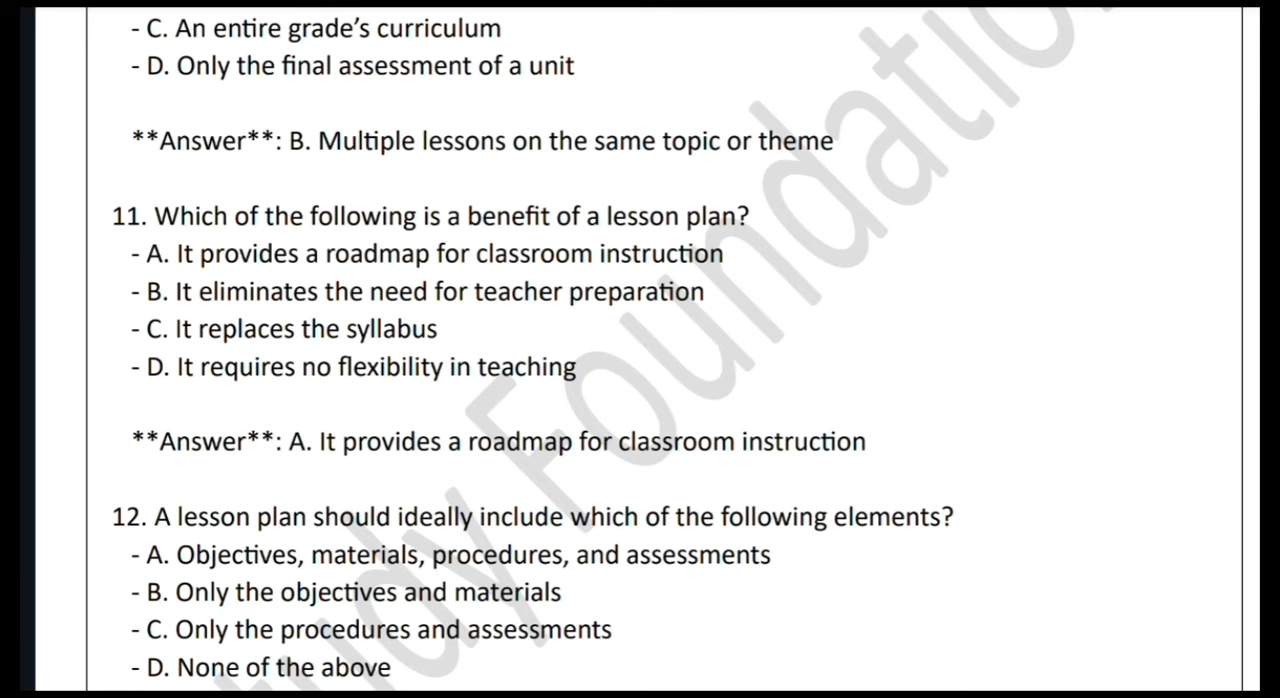 - C. An entire grade’s curriculum
- D. Only the final assessment of a unit
**Answer**: B. Multiple lessons on the same topic or theme
11. Which of the following is a benefit of a lesson plan?
- A. It provides a roadmap for classroom instruction
- B. It eliminates the need for teacher preparation
- C. It replaces the syllabus
- D. It requires no flexibility in teaching
**Answer**: A. It provides a roadmap for classroom instruction
12. A lesson plan should ideally include which of the following elements?
- A. Objectives, materials, procedures, and assessments
- B. Only the objectives and materials
- C. Only the procedures and assessments
- D. None of the above